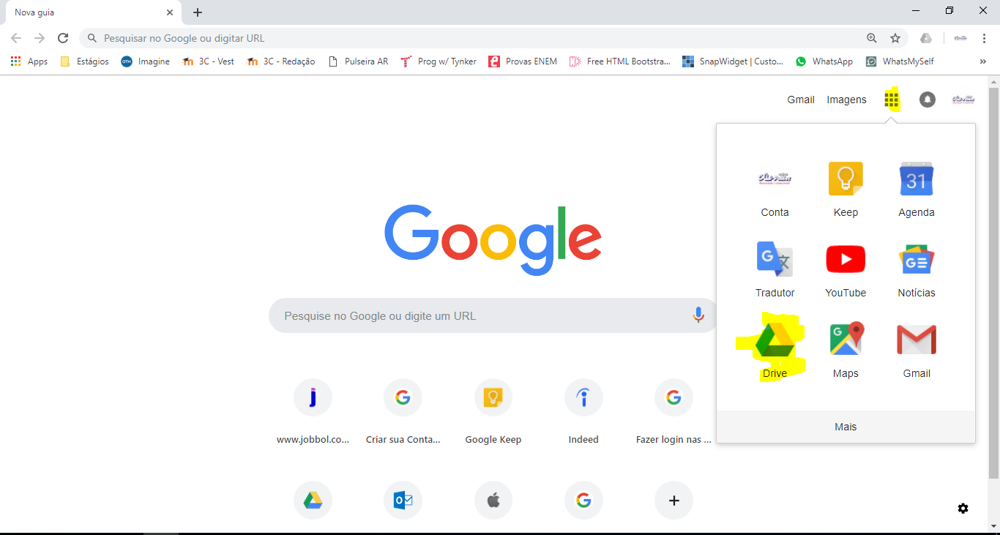 Nova guia
Pesquisar no Google ou digitar URL
Apps Estágios OTH Imagine 3C - Vest 3C - Redação Pulseira AR Prog w/ Tynker Provas ENEM Free HTML Bootstra... SnapWidget | Custo... WhatsApp WhatsMySelf »
Gmail Imagens
Conta Keep 31 Agenda
Google
G Tradutor YouTube G Notícias
Pesquise no Google ou digite um URL
Drive G Maps Gmail
Mais
www.jobbol.co... Criar sua Conta... Google Keep Indeed Fazer login nas ...